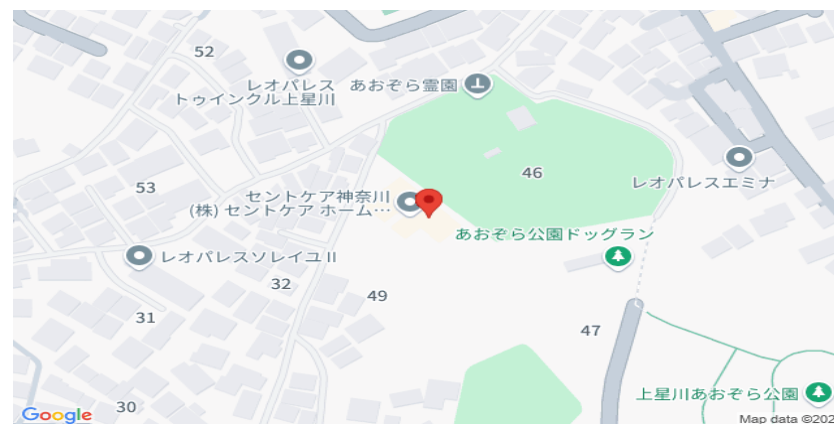 52
レオパレス
トゥインクル上星川
あおぞら霊園
46
レオパレスエミナ
53
セントケア神奈川
(株) セントケア ホーム…
あおぞら公園ドッグラン
レオパレスソレイユII
32
49
31
47
上星川あおぞら公園
30
Google
Map data ©202